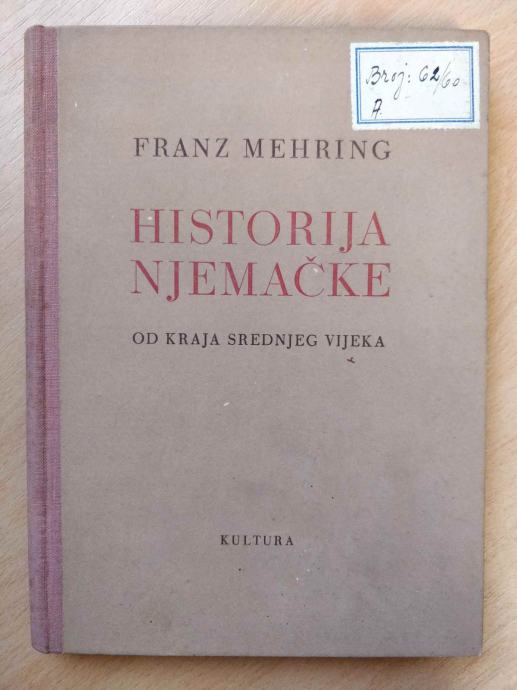 Broj: 62/60
A.
FRANZ MEHRING
HISTORIJA
NJEMAČKE
OD KRAJA SREDNJEG VIJEKA
KULTURA